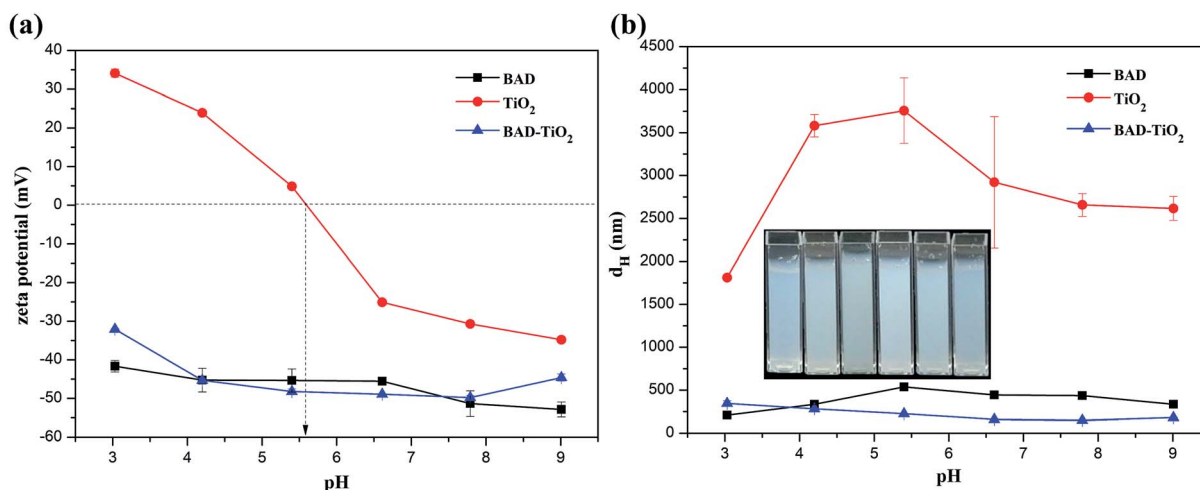 (a)
40
30
20
10
0
-10
-20
-30
-40
-50
-60
zeta potential (mV)
BAD
TiO₂
BAD-TiO₂
3 4 5 6 7 8 9
pH
(b)
4500
4000
3500
3000
2500
2000
1500
1000
500
0
d_H (nm)
BAD
TiO₂
BAD-TiO₂
3 4 5 6 7 8 9
pH